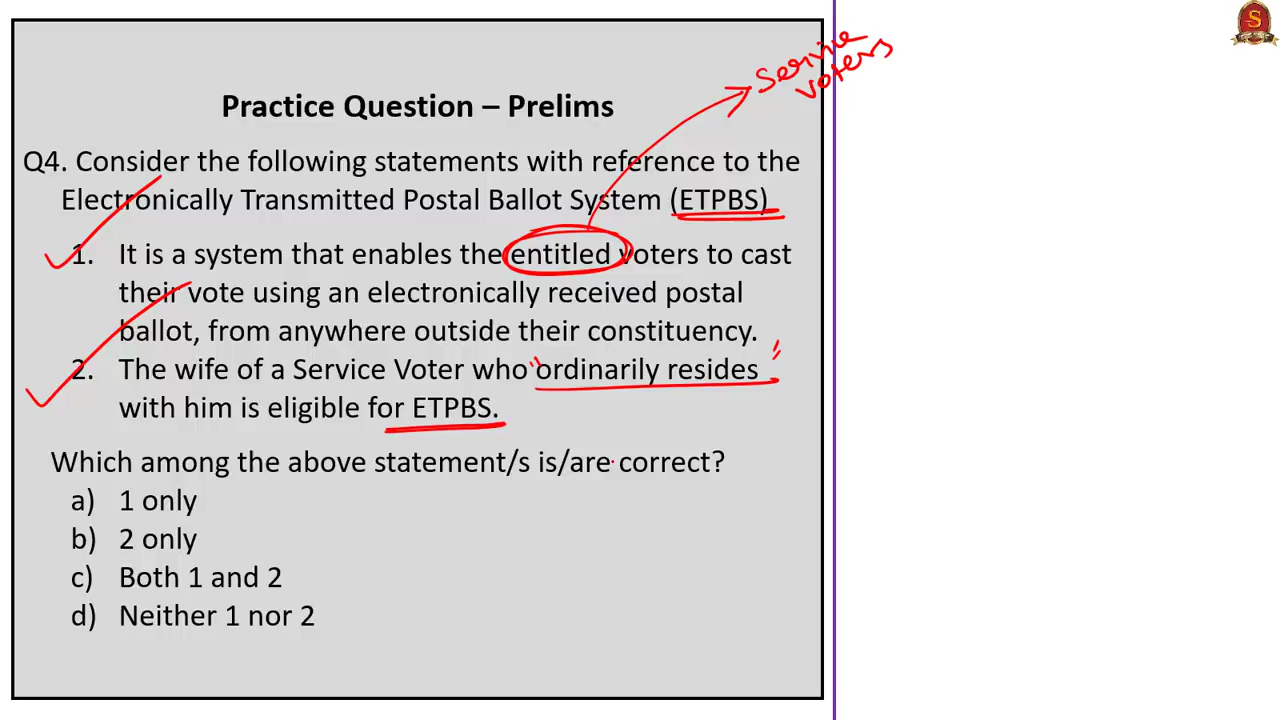 Service
voters
Practice Question – Prelims
Q4. Consider the following statements with reference to the
Electronically Transmitted Postal Ballot System (ETPBS)
1. It is a system that enables the entitled voters to cast
their vote using an electronically received postal
ballot, from anywhere outside their constituency.
2. The wife of a Service Voter who "ordinarily resides"
with him is eligible for ETPBS.
Which among the above statement/s is/are correct?
a) 1 only
b) 2 only
c) Both 1 and 2
d) Neither 1 nor 2
S